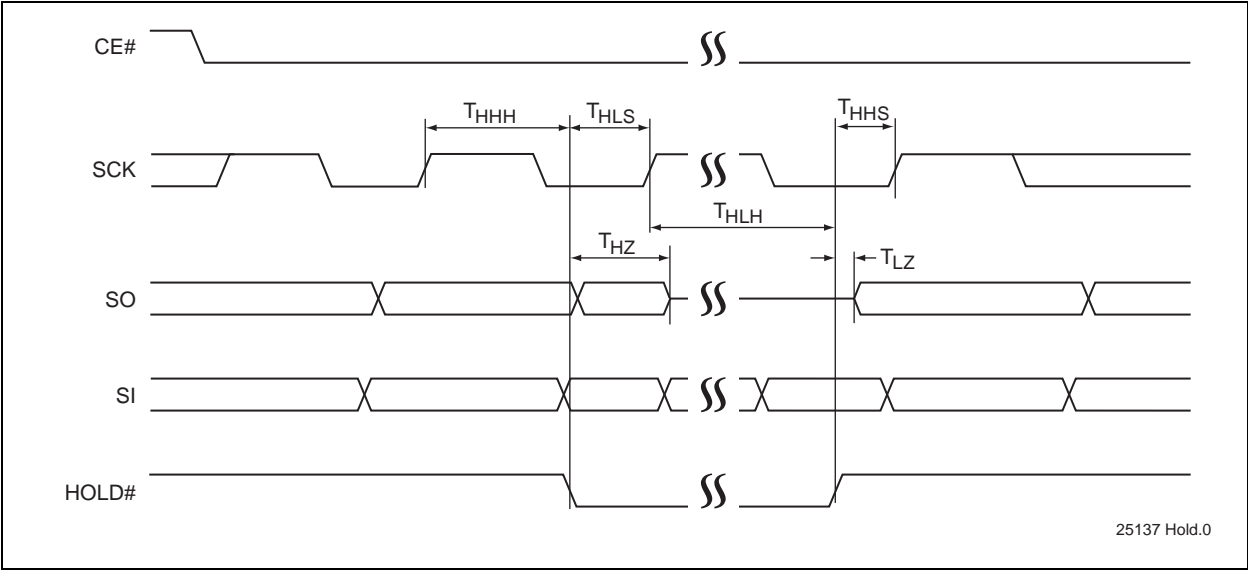 CE#
THHH
THLS
THHS
SCK
THLH
THZ
TLZ
SO
SI
HOLD#
25137 Hold.0